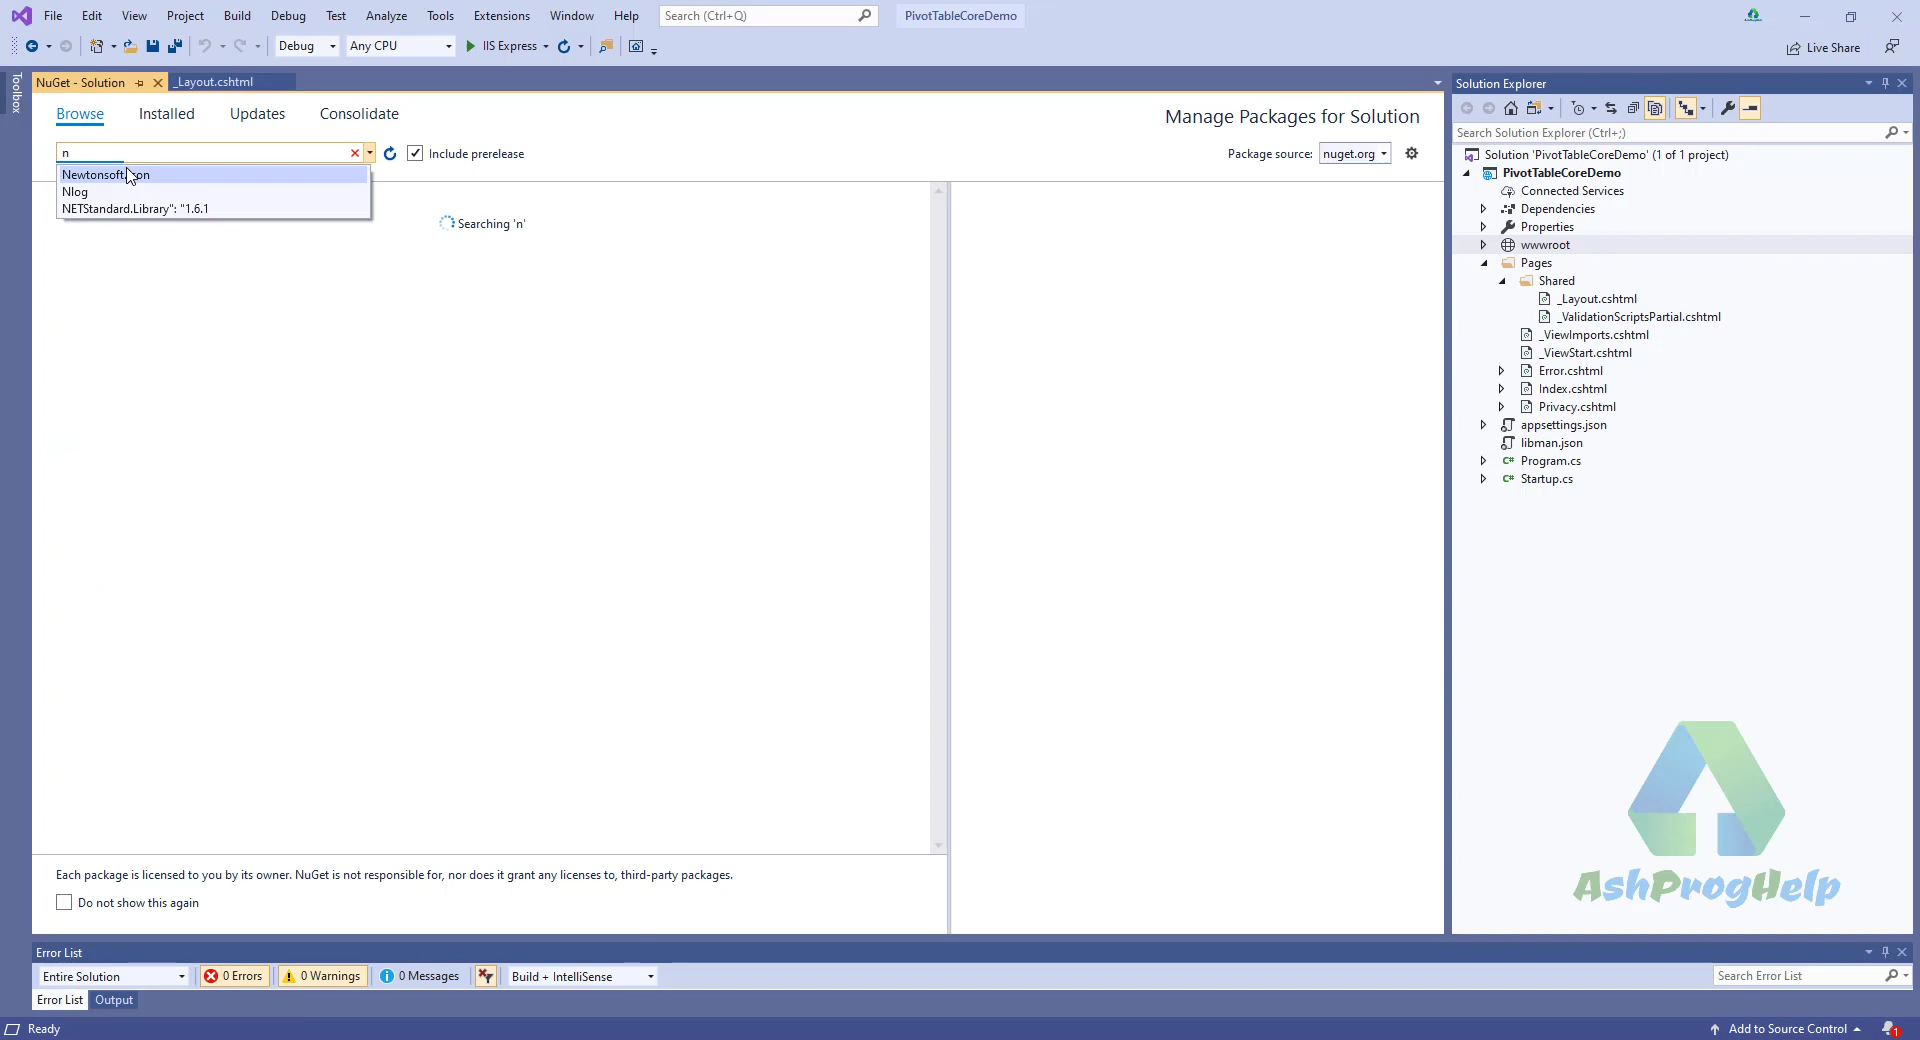 File Edit View Project Build Debug Test Analyze Tools Extensions Window Help Search (Ctrl+Q) PivotTableCoreDemo
Debug Any CPU IIS Express Live Share
Toolbox
NuGet - Solution _Layout.cshtml
Browse Installed Updates Consolidate Manage Packages for Solution
n Include prerelease Package source: nuget.org
Newtonsoft.Json
Nlog
NETStandard.Library": "1.6.1
Searching 'n'
Each package is licensed to you by its owner. NuGet is not responsible for, nor does it grant any licenses to, third-party packages.
Do not show this again
Solution Explorer
Search Solution Explorer (Ctrl+;)
Solution 'PivotTableCoreDemo' (1 of 1 project)
PivotTableCoreDemo
Connected Services
Dependencies
Properties
wwwroot
Pages
Shared
_Layout.cshtml
_ValidationScriptsPartial.cshtml
_ViewImports.cshtml
_ViewStart.cshtml
Error.cshtml
Index.cshtml
Privacy.cshtml
appsettings.json
libman.json
C# Program.cs
C# Startup.cs
AshProgHelp
Error List
Entire Solution 0 Errors 0 Warnings 0 Messages Build + IntelliSense Search Error List
Error List Output
Ready Add to Source Control 1